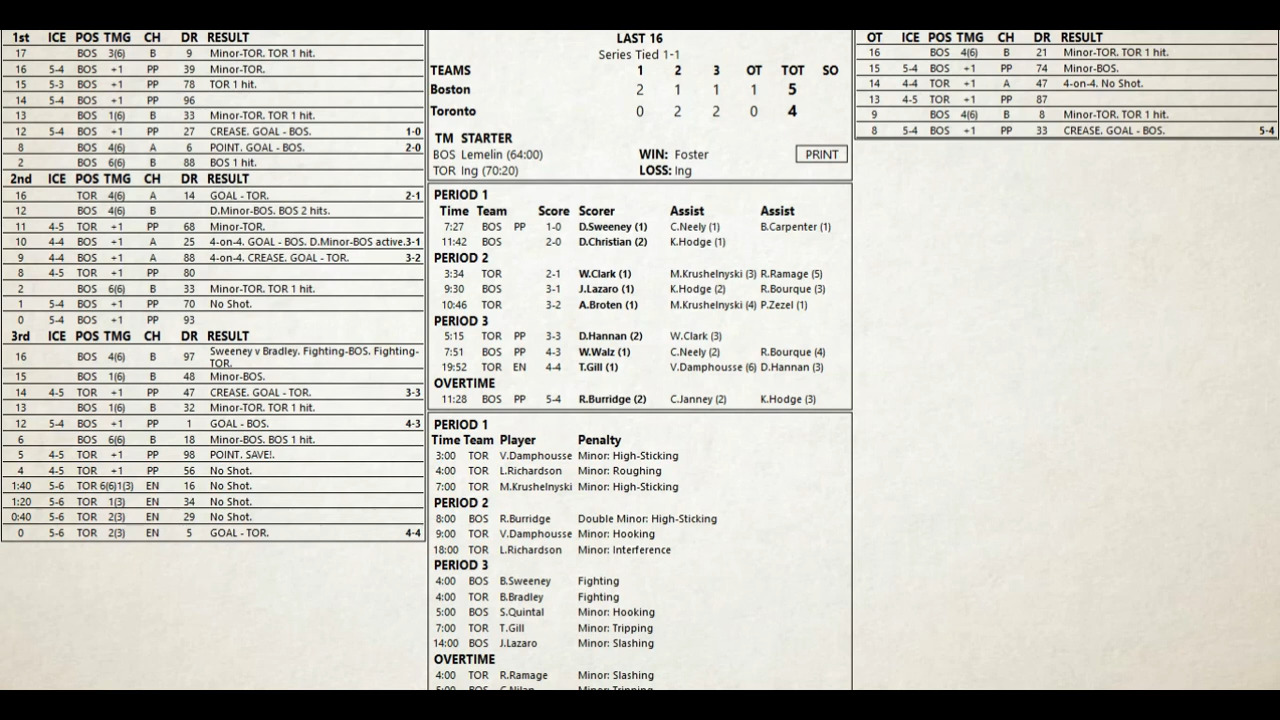 1st ICE POS TMG CH DR RESULT
17 BOS 3(6) B 9 Minor-TOR. TOR 1 hit.
16 5-4 BOS +1 PP 39 Minor-TOR.
15 5-3 BOS +1 PP 78 TOR 1 hit.
14 5-4 BOS +1 PP 96
13 BOS 1(6) B 33 Minor-TOR. TOR 1 hit.
12 5-4 BOS +1 PP 27 CREASE. GOAL - BOS. 1-0
8 BOS 4(6) A 6 POINT. GOAL - BOS. 2-0
2 BOS 6(6) B 88 BOS 1 hit.
2nd ICE POS TMG CH DR RESULT
16 TOR 4(6) A 14 GOAL - TOR. 2-1
12 BOS 4(6) B D.Minor-BOS. BOS 2 hits.
11 4-5 TOR +1 PP 68 Minor-TOR.
10 4-4 BOS +1 A 25 4-on-4. GOAL - BOS. D.Minor-BOS active. 3-1
9 4-4 BOS +1 A 88 4-on-4. CREASE. GOAL - TOR. 3-2
8 4-5 TOR +1 PP 80
2 BOS 6(6) B 33 Minor-TOR. TOR 1 hit.
1 5-4 BOS +1 PP 70 No Shot.
0 5-4 BOS +1 PP 93
3rd ICE POS TMG CH DR RESULT
16 BOS 4(6) B 97 Sweeney v Bradley. Fighting-BOS. Fighting-
TOR.
15 BOS 1(6) B 48 Minor-BOS.
14 4-5 TOR +1 PP 47 CREASE. GOAL - TOR. 3-3
13 BOS 1(6) B 32 Minor-TOR. TOR 1 hit.
12 5-4 BOS +1 PP 1 GOAL - BOS. 4-3
6 BOS 6(6) B 18 Minor-BOS. BOS 1 hit.
5 4-5 TOR +1 PP 98 POINT. SAVE!.
4 4-5 TOR +1 PP 56 No Shot.
1:40 5-6 TOR 6(6)1(3) EN 16 No Shot.
1:20 5-6 TOR 1(3) EN 34 No Shot.
0:40 5-6 TOR 2(3) EN 29 No Shot.
0 5-6 TOR 2(3) EN 5 GOAL - TOR. 4-4
LAST 16
Series Tied 1-1
TEAMS 1 2 3 OT TOT SO
Boston 2 1 1 1 5
Toronto 0 2 2 0 4
TM STARTER
BOS Lemelin (64:00) WIN: Foster PRINT
TOR Ing (70:20) LOSS: Ing
PERIOD 1
Time Team Score Scorer Assist Assist
7:27 BOS PP 1-0 D.Sweeney (1) C.Neely (1) B.Carpenter (1)
11:42 BOS 2-0 D.Christian (2) K.Hodge (1)
PERIOD 2
3:34 TOR 2-1 W.Clark (1) M.Krushelnyski (3) R.Ramage (5)
9:30 BOS 3-1 J.Lazaro (1) K.Hodge (2) R.Bourque (3)
10:46 TOR 3-2 A.Broten (1) M.Krushelnyski (4) P.Zezel (1)
PERIOD 3
5:15 TOR PP 3-3 D.Hannan (2) W.Clark (3)
7:51 BOS PP 4-3 W.Walz (1) C.Neely (2) R.Bourque (4)
19:52 TOR EN 4-4 T.Gill (1) V.Damphousse (6) D.Hannan (3)
OVERTIME
11:28 BOS PP 5-4 R.Burridge (2) C.Janney (2) K.Hodge (3)
PERIOD 1
Time Team Player Penalty
3:00 TOR V.Damphousse Minor: High-Sticking
4:00 TOR L.Richardson Minor: Roughing
7:00 TOR M.Krushelnyski Minor: High-Sticking
PERIOD 2
8:00 BOS R.Burridge Double Minor: High-Sticking
9:00 TOR V.Damphousse Minor: Hooking
18:00 TOR L.Richardson Minor: Interference
PERIOD 3
4:00 BOS B.Sweeney Fighting
4:00 TOR B.Bradley Fighting
5:00 BOS S.Quintal Minor: Hooking
7:00 TOR T.Gill Minor: Tripping
14:00 BOS J.Lazaro Minor: Slashing
OVERTIME
4:00 TOR R.Ramage Minor: Slashing
5:00 BOS C.Nilan Minor: Tripping
OT ICE POS TMG CH DR RESULT
16 BOS 4(6) B 21 Minor-TOR. TOR 1 hit.
15 5-4 BOS +1 PP 74 Minor-BOS.
14 4-4 TOR +1 A 47 4-on-4. No Shot.
13 4-5 TOR +1 PP 87
9 BOS 4(6) B 8 Minor-TOR. TOR 1 hit.
8 5-4 BOS +1 PP 33 CREASE. GOAL - BOS. 5-4